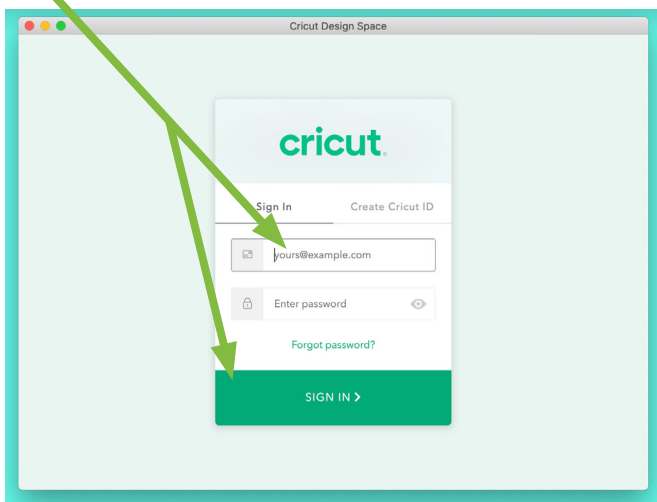 Cricut Design Space
cricut.
Sign In Create Cricut ID
yours@example.com
Enter password
Forgot password?
SIGN IN >